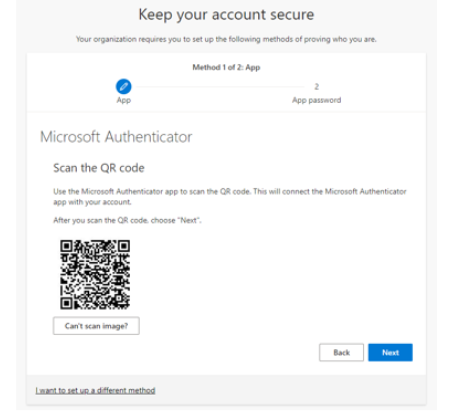 Keep your account secure
Your organization requires you to set up the following methods of proving who you are.
Method 1 of 2: App
App
2
App password
Microsoft Authenticator
Scan the QR code
Use the Microsoft Authenticator app to scan the QR code. This will connect the Microsoft Authenticator
app with your account.
After you scan the QR code, choose "Next".
Can't scan image?
Back
Next
I want to set up a different method